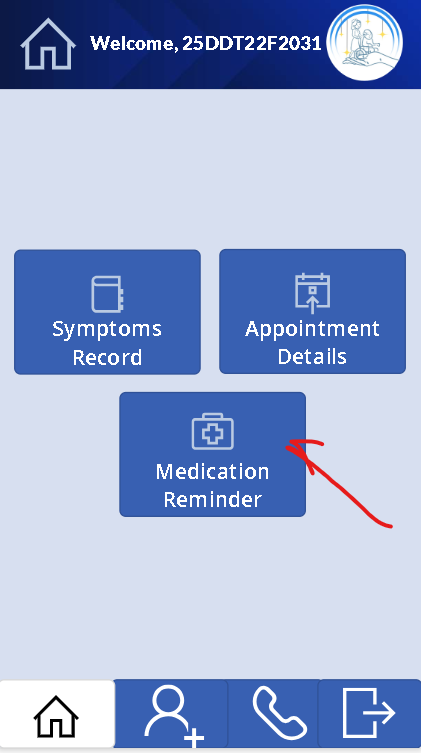 Welcome, 25DDT22F2031
Symptoms
Record
Appointment
Details
Medication
Reminder